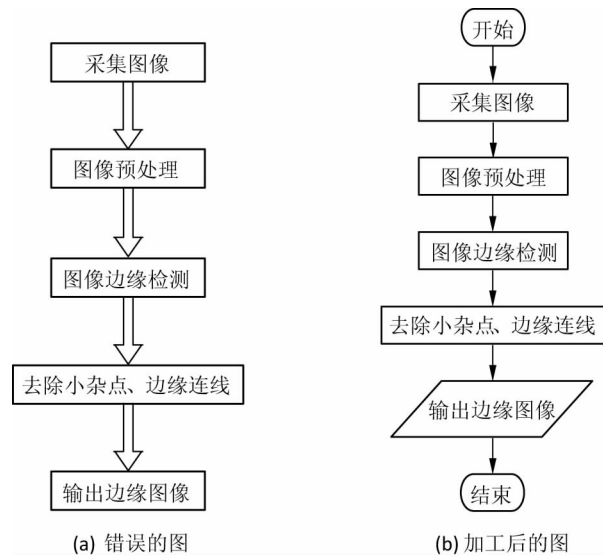 采集图像
图像预处理
图像边缘检测
去除小杂点、边缘连线
输出边缘图像
(a) 错误的图
开始
采集图像
图像预处理
图像边缘检测
去除小杂点、边缘连线
输出边缘图像
结束
(b) 加工后的图